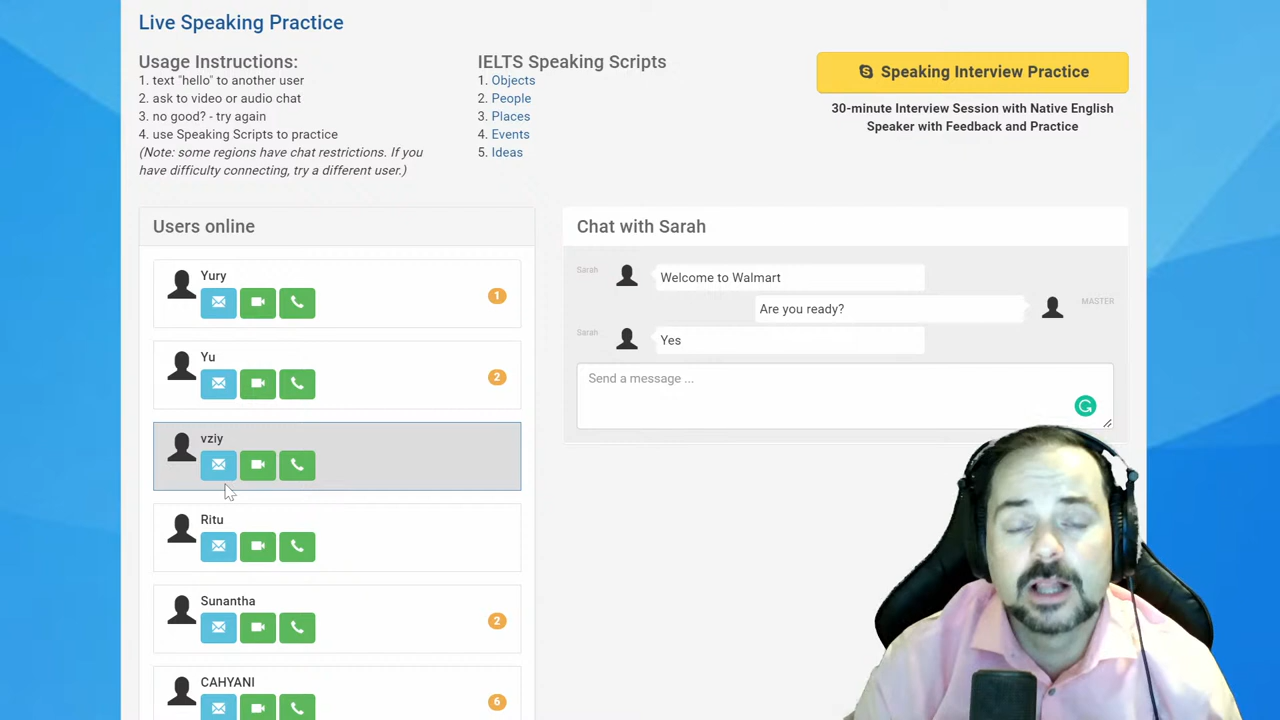 Live Speaking Practice
Usage Instructions:
1. text "hello" to another user
2. ask to video or audio chat
3. no good? - try again
4. use Speaking Scripts to practice
(Note: some regions have chat restrictions. If you
have difficulty connecting, try a different user.)
IELTS Speaking Scripts
1. Objects
2. People
3. Places
4. Events
5. Ideas
Speaking Interview Practice
30-minute Interview Session with Native English
Speaker with Feedback and Practice
Users online
Yury
1
Yu
2
vziy
Ritu
Sunantha
2
CAHYANI
6
Chat with Sarah
Sarah
Welcome to Walmart
Are you ready?
MASTER
Sarah
Yes
Send a message ...